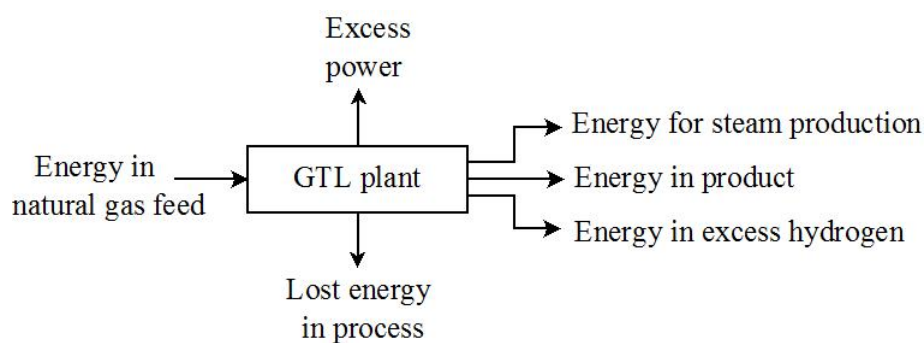 Excess
power
Energy for steam production
Energy in
natural gas feed
GTL plant
Energy in product
Energy in excess hydrogen
Lost energy
in process